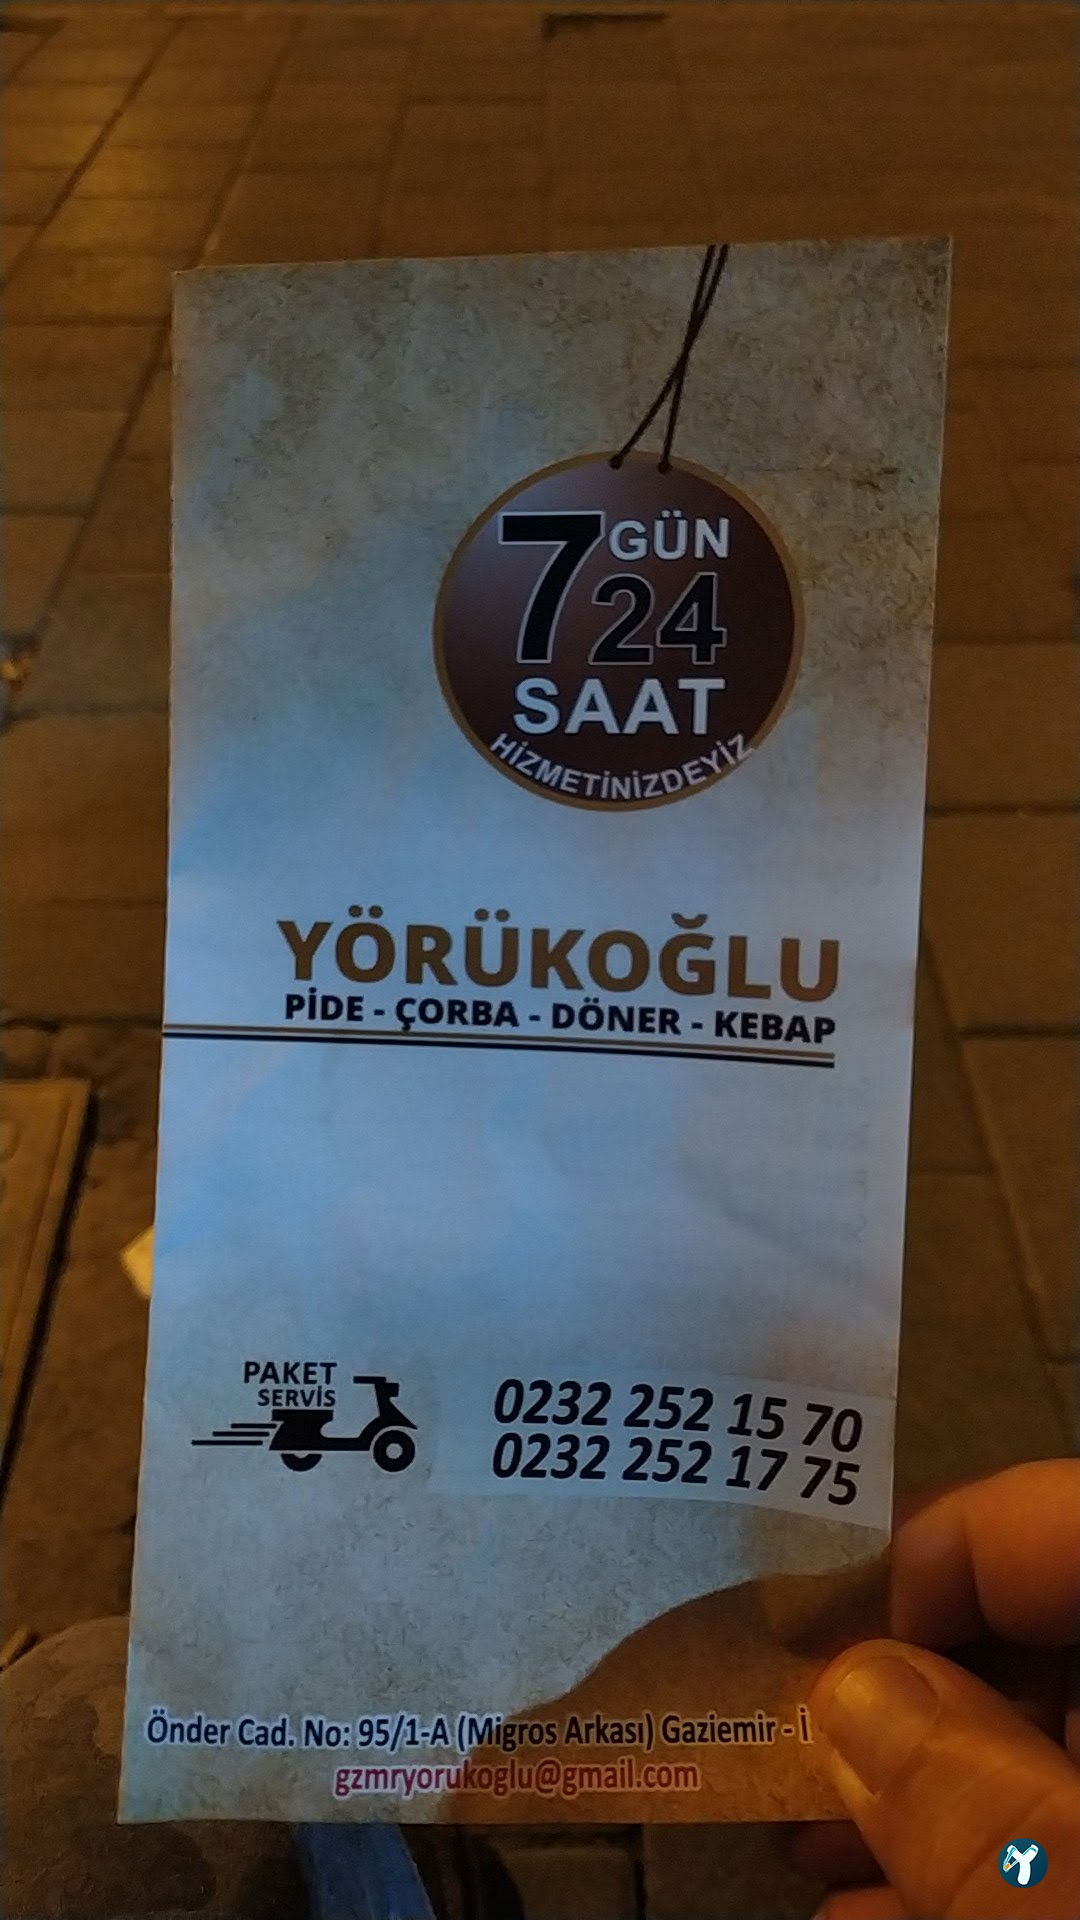 7 GÜN
24
SAAT
HİZMETİNİZDEYİZ
YÖRÜKOĞLU
PİDE - ÇORBA - DÖNER - KEBAP
PAKET
SERVİS
0232 252 15 70
0232 252 17 75
Önder Cad. No: 95/1-A (Migros Arkası) Gaziemir - İ
gzmryorukoglu@gmail.com